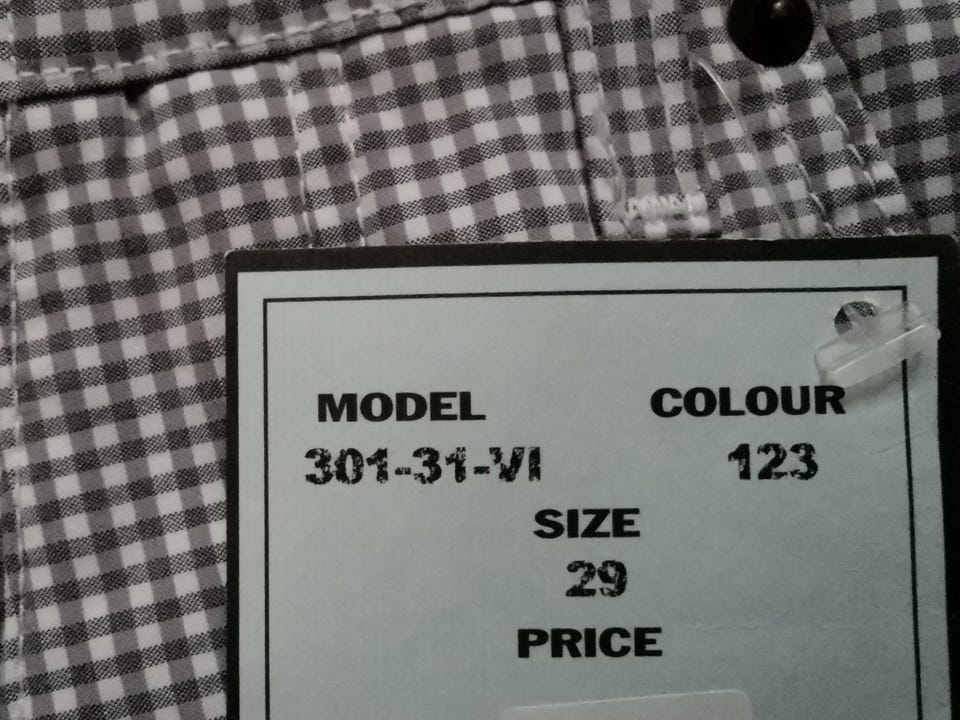 MODEL COLOUR
301-31-VI 123
SIZE
29
PRICE